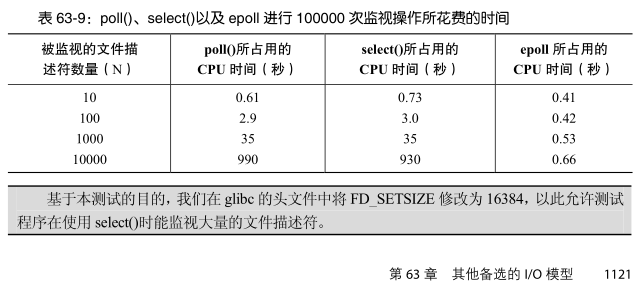 表 63-9：poll()、select()以及 epoll 进行 100000 次监视操作所花费的时间
被监视的文件描述符数量（N） poll()所占用的 CPU 时间（秒） select()所占用的 CPU 时间（秒） epoll 所占用的 CPU 时间（秒）
10 0.61 0.73 0.41
100 2.9 3.0 0.42
1000 35 35 0.53
10000 990 930 0.66
基于本测试的目的，我们在 glibc 的头文件中将 FD_SETSIZE 修改为 16384，以此允许测试
程序在使用 select()时能监视大量的文件描述符。
第 63 章 其他备选的 I/O 模型 1121